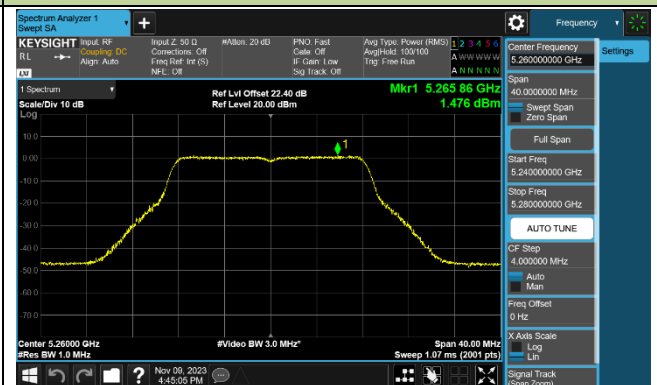 Spectrum Analyzer 1
Swept SA
+
Frequency
KEYSIGHT
RL
LXI
Input: RF
Coupling: DC
Align: Auto
Input Z: 50 Ω
Corrections: Off
Freq Ref: Int (S)
NFE: Off
#Atten: 20 dB
PNO: Fast
Gate: Off
IF Gain: Low
Sig Track: Off
Avg Type: Power (RMS)
Avg|Hold: 100/100
Trig: Free Run
1 2 3 4 5 6
A W W W W W
A N N N N N
1 Spectrum
Scale/Div 10 dB
Log
Ref Lvl Offset 22.40 dB
Ref Level 20.00 dBm
Mkr1 5.265 86 GHz
1.476 dBm
10.0
0.00
-10.0
-20.0
-30.0
-40.0
-50.0
-60.0
-70.0
1
Center 5.26000 GHz
#Res BW 1.0 MHz
#Video BW 3.0 MHz*
Span 40.00 MHz
Sweep 1.07 ms (2001 pts)
Nov 09, 2023
4:45:05 PM
?
Center Frequency
5.260000000 GHz
Settings
Span
40.0000000 MHz
Swept Span
Zero Span
Full Span
Start Freq
5.240000000 GHz
Stop Freq
5.280000000 GHz
AUTO TUNE
CF Step
4.000000 MHz
Auto
Man
Freq Offset
0 Hz
X Axis Scale
Log
Lin
Signal Track
(Span Zoom)